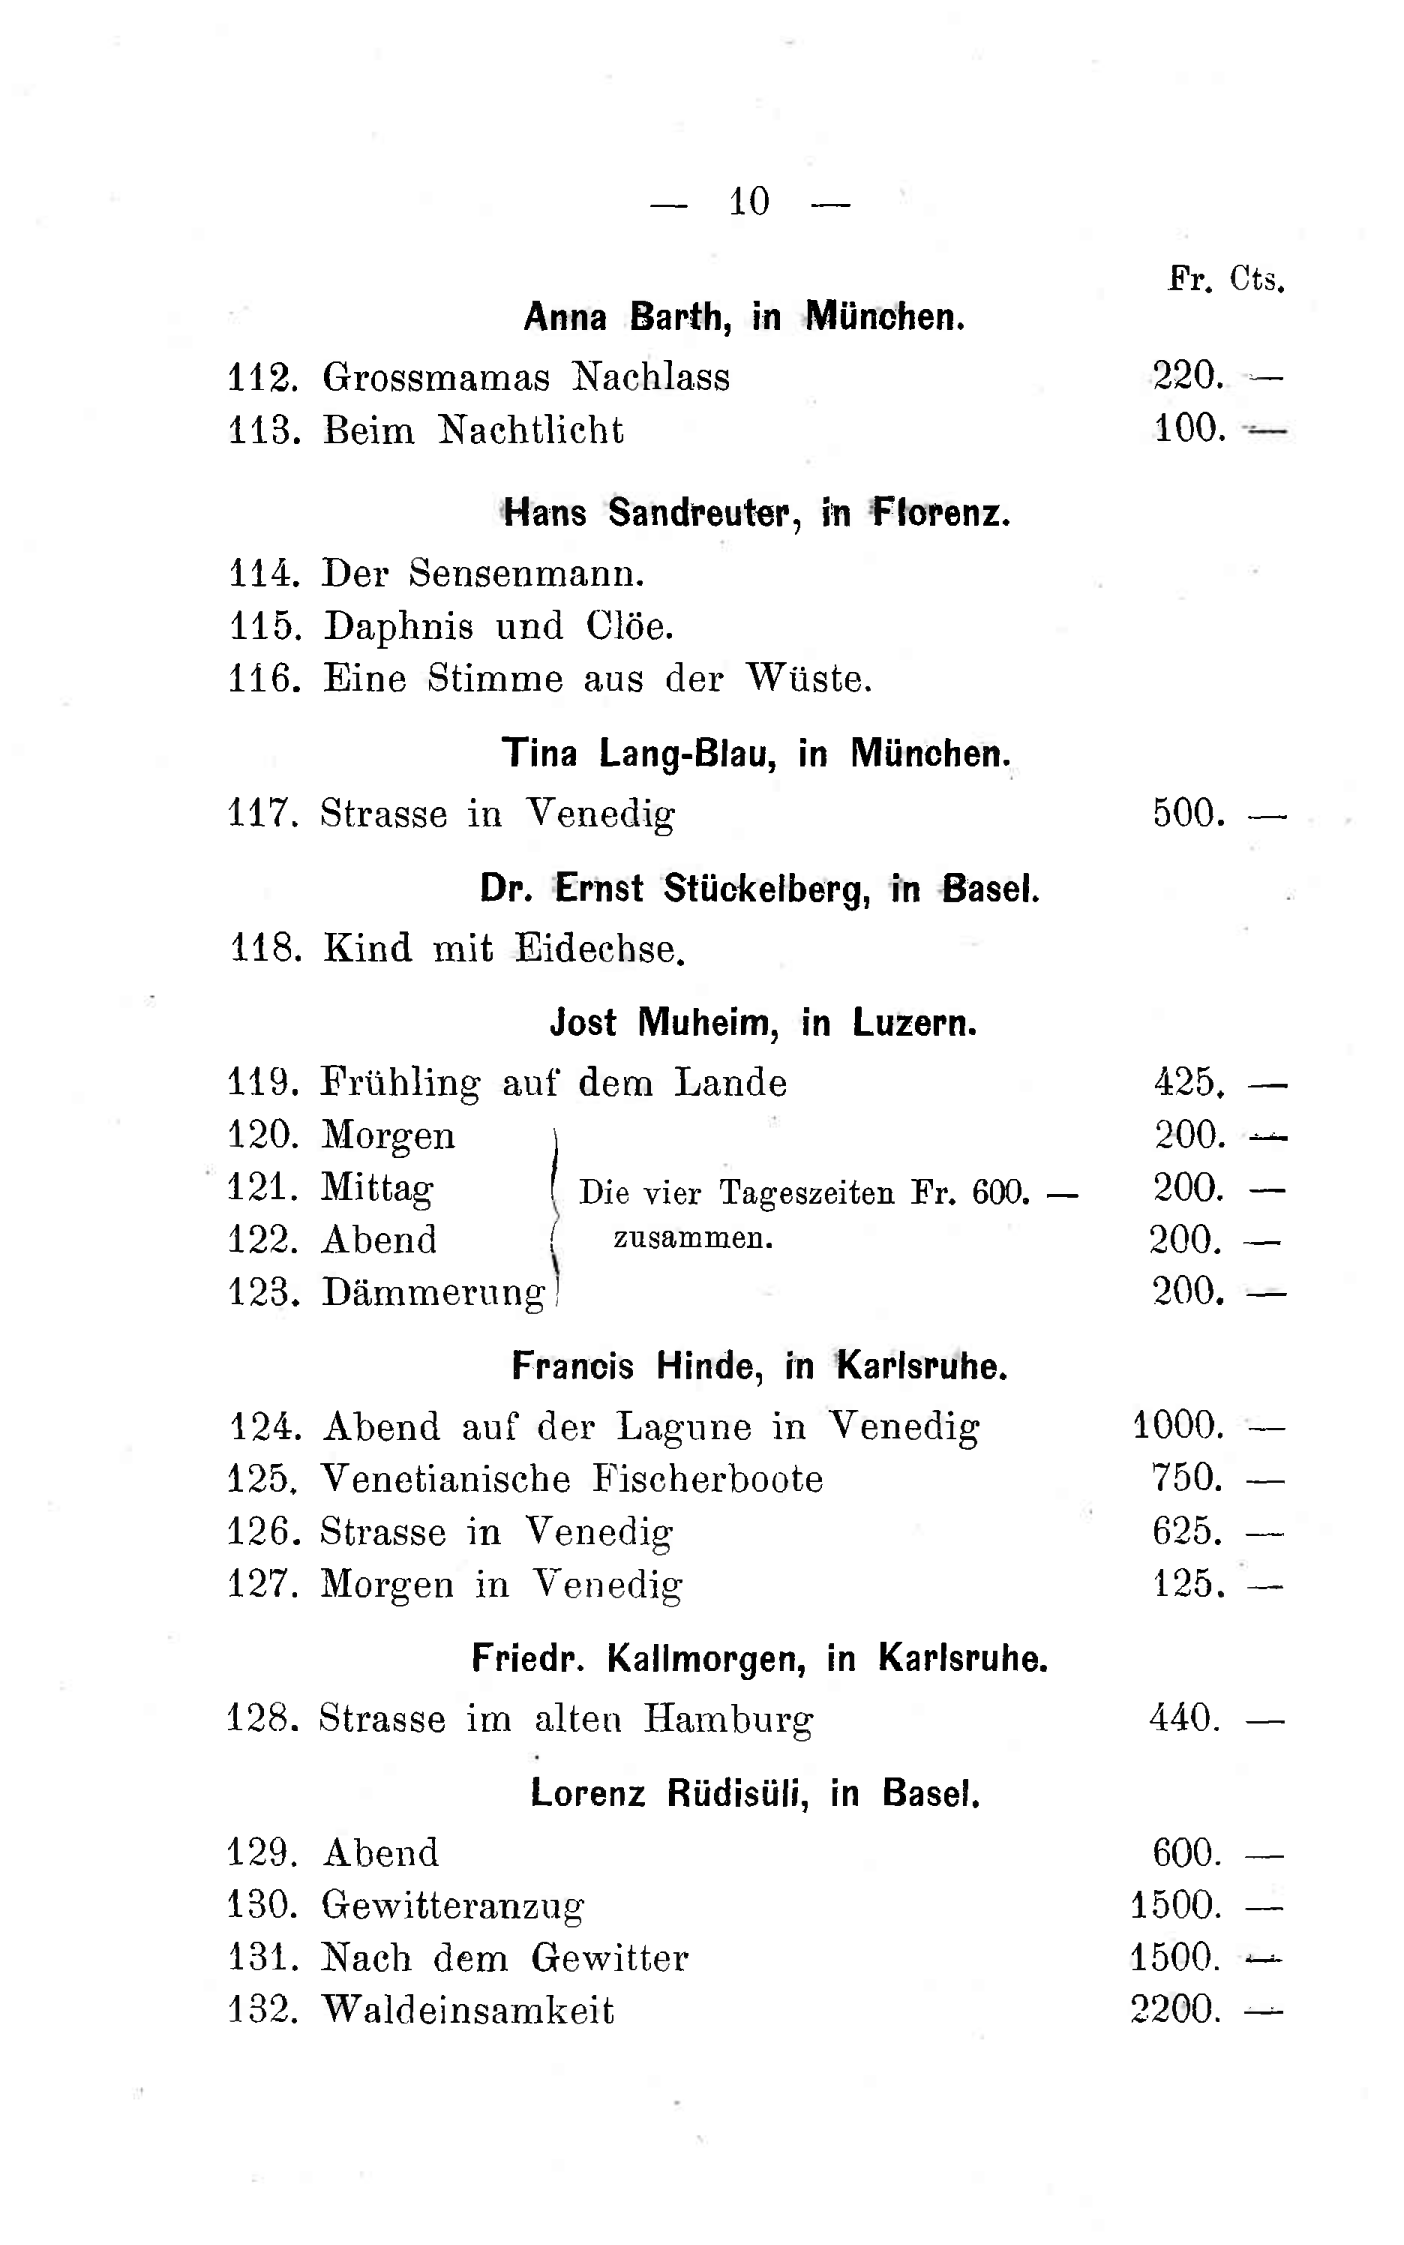 — 10 —
Fr. Cts.
Anna Barth, in München.
112. Grossmamas Nachlass 220. —
113. Beim Nachtlicht 100. —
Hans Sandreuter, in Florenz.
114. Der Sensenmann.
115. Daphnis und Clöe.
116. Eine Stimme aus der Wüste.
Tina Lang-Blau, in München.
117. Strasse in Venedig 500. —
Dr. Ernst Stückelberg, in Basel.
118. Kind mit Eidechse.
Jost Muheim, in Luzern.
119. Frühling auf dem Lande 425. —
120. Morgen 200. —
121. Mittag Die vier Tageszeiten Fr. 600. — 200. —
122. Abend zusammen. 200. —
123. Dämmerung 200. —
Francis Hinde, in Karlsruhe.
124. Abend auf der Lagune in Venedig 1000. —
125. Venetianische Fischerboote 750. —
126. Strasse in Venedig 625. —
127. Morgen in Venedig 125. —
Friedr. Kallmorgen, in Karlsruhe.
128. Strasse im alten Hamburg 440. —
Lorenz Rüdisüli, in Basel.
129. Abend 600. —
130. Gewitteranzug 1500. —
131. Nach dem Gewitter 1500. —
132. Waldeinsamkeit 2200. —